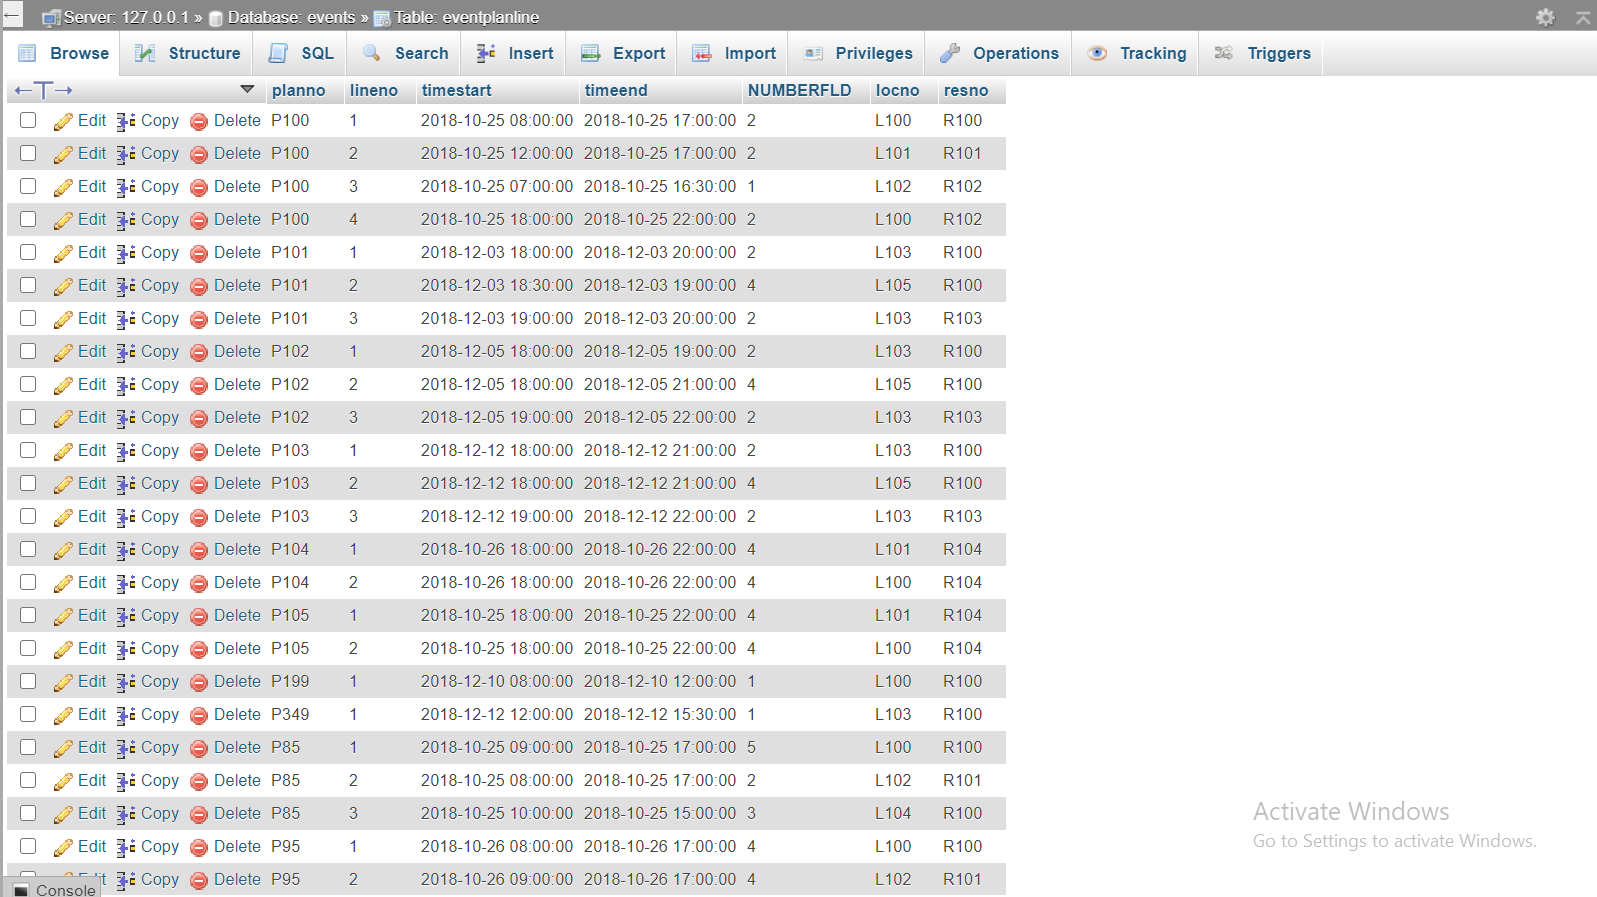 Server: 127.0.0.1 » Database: events » Table: eventplanline
Browse Structure SQL Search Insert Export Import Privileges Operations Tracking Triggers
←T→ planno lineno timestart timeend NUMBERFLD locno resno
Edit Copy Delete P100 1 2018-10-25 08:00:00 2018-10-25 17:00:00 2 L100 R100
Edit Copy Delete P100 2 2018-10-25 12:00:00 2018-10-25 17:00:00 2 L101 R101
Edit Copy Delete P100 3 2018-10-25 07:00:00 2018-10-25 16:30:00 1 L102 R102
Edit Copy Delete P100 4 2018-10-25 18:00:00 2018-10-25 22:00:00 2 L100 R102
Edit Copy Delete P101 1 2018-12-03 18:00:00 2018-12-03 20:00:00 2 L103 R100
Edit Copy Delete P101 2 2018-12-03 18:30:00 2018-12-03 19:00:00 4 L105 R100
Edit Copy Delete P101 3 2018-12-03 19:00:00 2018-12-03 20:00:00 2 L103 R103
Edit Copy Delete P102 1 2018-12-05 18:00:00 2018-12-05 19:00:00 2 L103 R100
Edit Copy Delete P102 2 2018-12-05 18:00:00 2018-12-05 21:00:00 4 L105 R100
Edit Copy Delete P102 3 2018-12-05 19:00:00 2018-12-05 22:00:00 2 L103 R103
Edit Copy Delete P103 1 2018-12-12 18:00:00 2018-12-12 21:00:00 2 L103 R100
Edit Copy Delete P103 2 2018-12-12 18:00:00 2018-12-12 21:00:00 4 L105 R100
Edit Copy Delete P103 3 2018-12-12 19:00:00 2018-12-12 22:00:00 2 L103 R103
Edit Copy Delete P104 1 2018-10-26 18:00:00 2018-10-26 22:00:00 4 L101 R104
Edit Copy Delete P104 2 2018-10-26 18:00:00 2018-10-26 22:00:00 4 L100 R104
Edit Copy Delete P105 1 2018-10-25 18:00:00 2018-10-25 22:00:00 4 L101 R104
Edit Copy Delete P105 2 2018-10-25 18:00:00 2018-10-25 22:00:00 4 L100 R104
Edit Copy Delete P199 1 2018-12-10 08:00:00 2018-12-10 12:00:00 1 L100 R100
Edit Copy Delete P349 1 2018-12-12 12:00:00 2018-12-12 15:30:00 1 L103 R100
Edit Copy Delete P85 1 2018-10-25 09:00:00 2018-10-25 17:00:00 5 L100 R100
Edit Copy Delete P85 2 2018-10-25 08:00:00 2018-10-25 17:00:00 2 L102 R101
Edit Copy Delete P85 3 2018-10-25 10:00:00 2018-10-25 15:00:00 3 L104 R100
Edit Copy Delete P95 1 2018-10-26 08:00:00 2018-10-26 17:00:00 4 L100 R100
Copy Delete P95 2 2018-10-26 09:00:00 2018-10-26 17:00:00 4 L102 R101
Console
Activate Windows
Go to Settings to activate Windows.